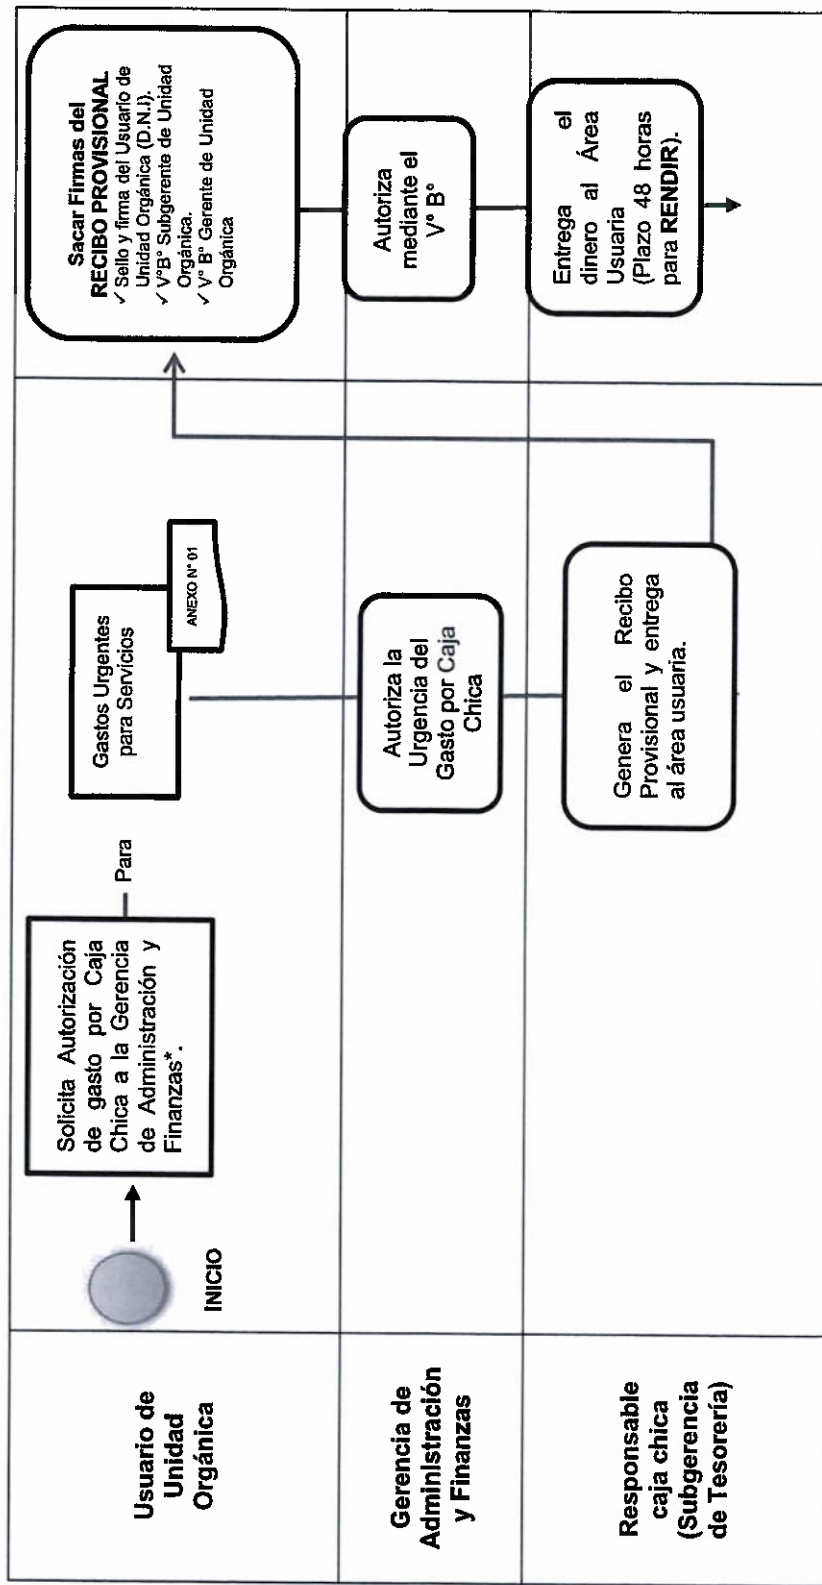 Usuario de
Unidad
Orgánica
INICIO
Solicita Autorización
de gasto por Caja
Chica a la Gerencia
de Administración y
Finanzas*.
Para
Gastos Urgentes
para Servicios
ANEXO N° 01
Sacar Firmas del
RECIBO PROVISIONAL
✓ Sello y firma del Usuario de
Unidad Orgánica (D.N.I).
✓ V°B° Subgerente de Unidad
Orgánica.
✓ V° B° Gerente de Unidad
Orgánica
Gerencia de
Administración
y Finanzas
Autoriza la
Urgencia del
Gasto por Caja
Chica
Autoriza
mediante el
V° B°
Responsable
caja chica
(Subgerencia
de Tesorería)
Genera el Recibo
Provisional y entrega
al área usuaria.
Entrega el
dinero al Área
Usuaria
(Plazo 48 horas
para RENDIR).